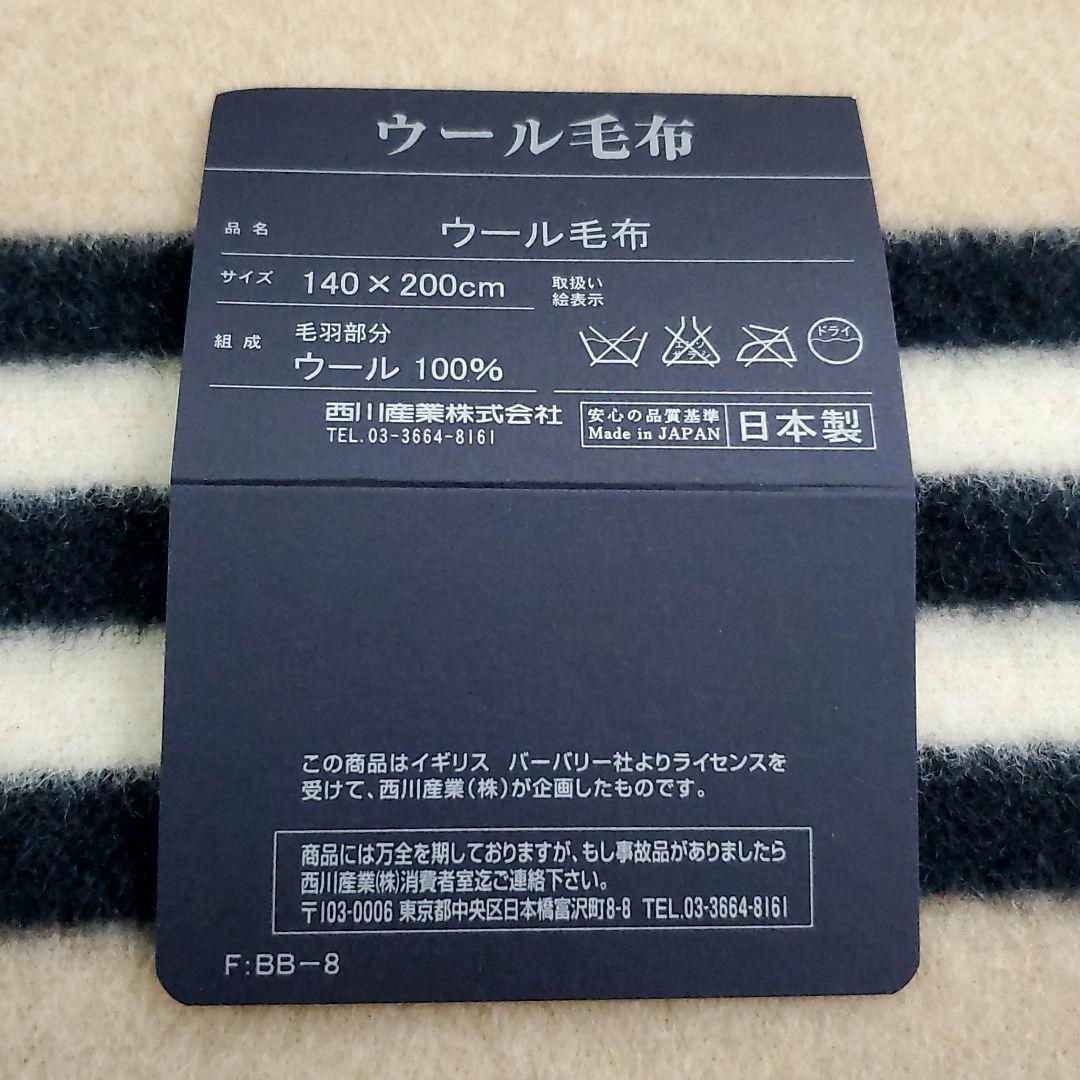 ウール毛布
品名 ウール毛布
サイズ 140×200cm
取扱い
絵表示
組成 毛羽部分
ウール 100%
エンソ
サラシ
ドライ
西川産業株式会社
TEL.03-3664-8161
安心の品質基準
Made in JAPAN
日本製
この商品はイギリス バーバリー社よりライセンスを
受けて、西川産業(株)が企画したものです。
商品には万全を期しておりますが、もし事故品がありましたら
西川産業(株)消費者室迄ご連絡下さい。
〒103-0006 東京都中央区日本橋富沢町8-8 TEL.03-3664-8161
F:BB-8